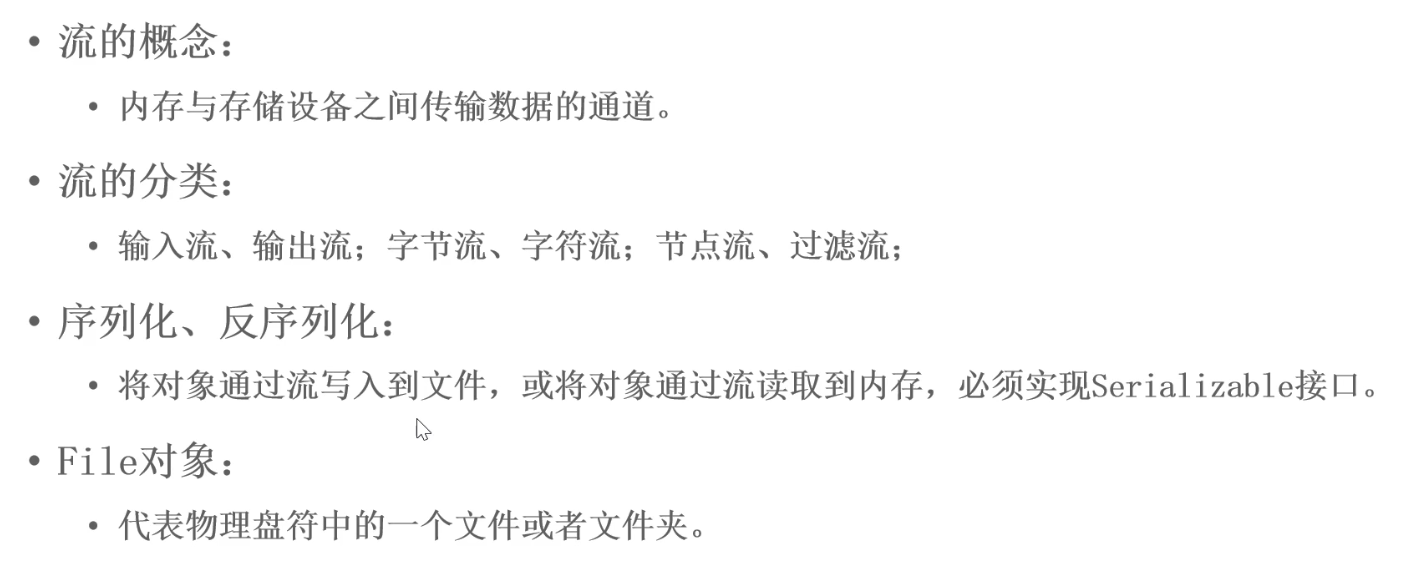 • 流的概念：
• 内存与存储设备之间传输数据的通道。
• 流的分类：
• 输入流、输出流；字节流、字符流；节点流、过滤流；
• 序列化、反序列化：
• 将对象通过流写入到文件，或将对象通过流读取到内存，必须实现Serializable接口。
• File对象：
• 代表物理盘符中的一个文件或者文件夹。